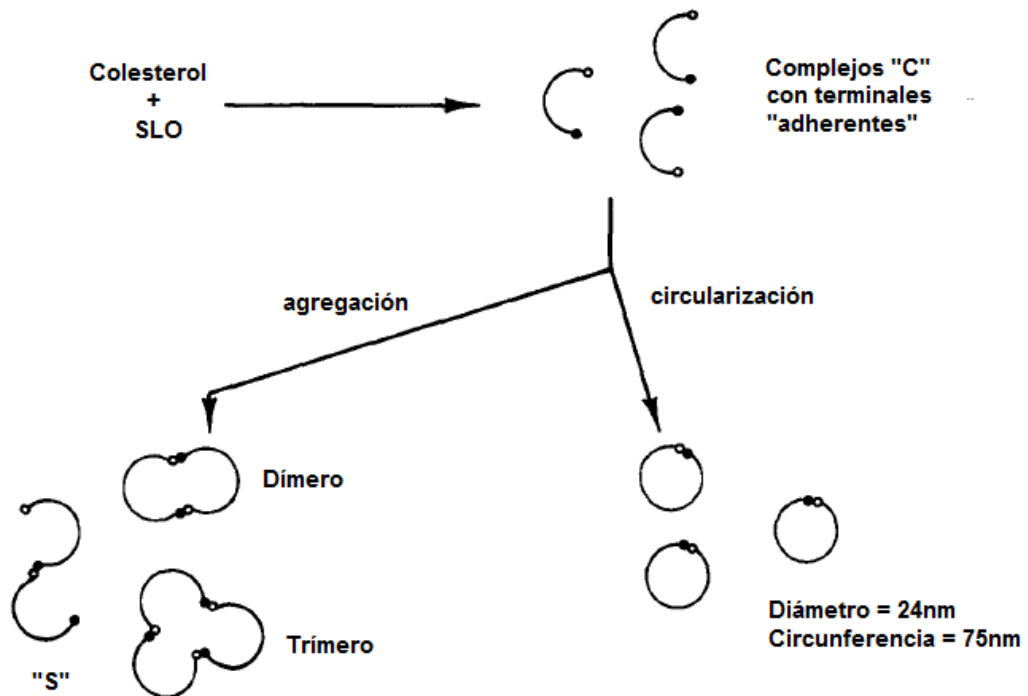 Colesterol
+
SLO
Complejos "C"
con terminales
"adherentes"
agregación
circularización
Dímero
Trímero
"S"
Diámetro = 24nm
Circunferencia = 75nm